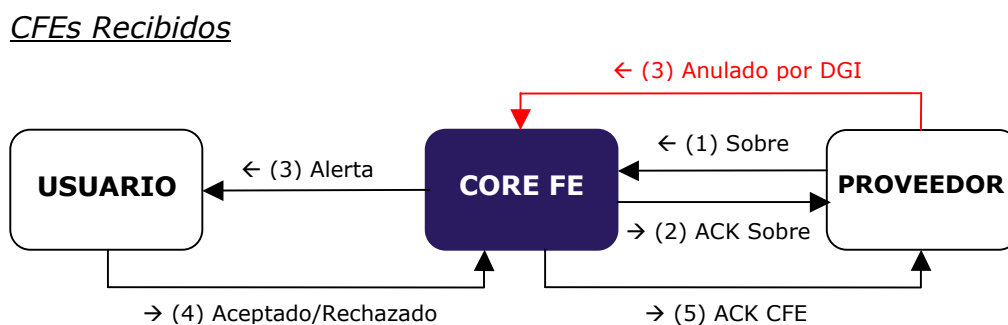 CFEs Recibidos
← (3) Anulado por DGI
← (1) Sobre
← (3) Alerta
USUARIO
CORE FE
PROVEEDOR
→ (2) ACK Sobre
→ (4) Aceptado/Rechazado
→ (5) ACK CFE